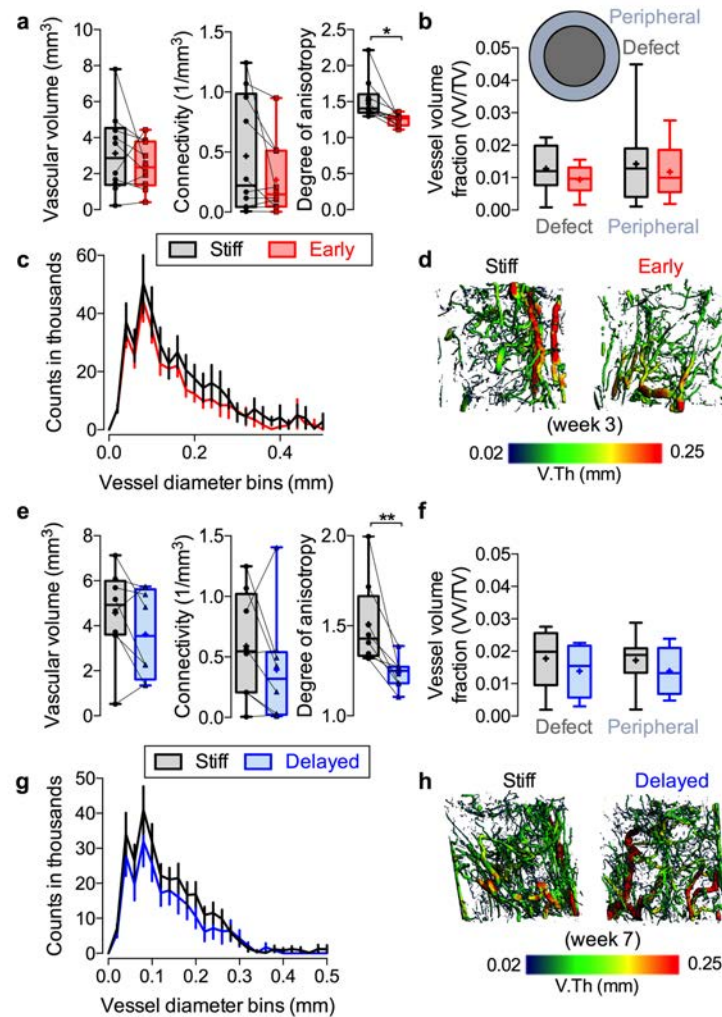 a
Vascular volume (mm3)
10
8
6
4
2
0
Connectivity (1/mm3)
1.5
1.0
0.5
0.0
Degree of anisotropy
3.0
2.5
2.0
1.5
1.0
*
b
Peripheral
Defect
Vessel volume
fraction (VV/TV)
0.05
0.04
0.03
0.02
0.01
0.00
Defect
Peripheral
Stiff Early
c
Counts in thousands
60
40
20
0
0.0 0.2 0.4
Vessel diameter bins (mm)
d
Stiff Early
(week 3)
0.02 0.25
V.Th (mm)
e
Vascular volume (mm3)
8
6
4
2
0
Connectivity (1/mm3)
1.5
1.0
0.5
0.0
Degree of anisotropy
2.0
1.5
1.0
**
f
Vessel volume
fraction (VV/TV)
0.05
0.04
0.03
0.02
0.01
0.00
Defect Peripheral
Stiff Delayed
g
Counts in thousands
50
40
30
20
10
0
0.0 0.1 0.2 0.3 0.4 0.5
Vessel diameter bins (mm)
h
Stiff Delayed
(week 7)
0.02 0.25
V.Th (mm)